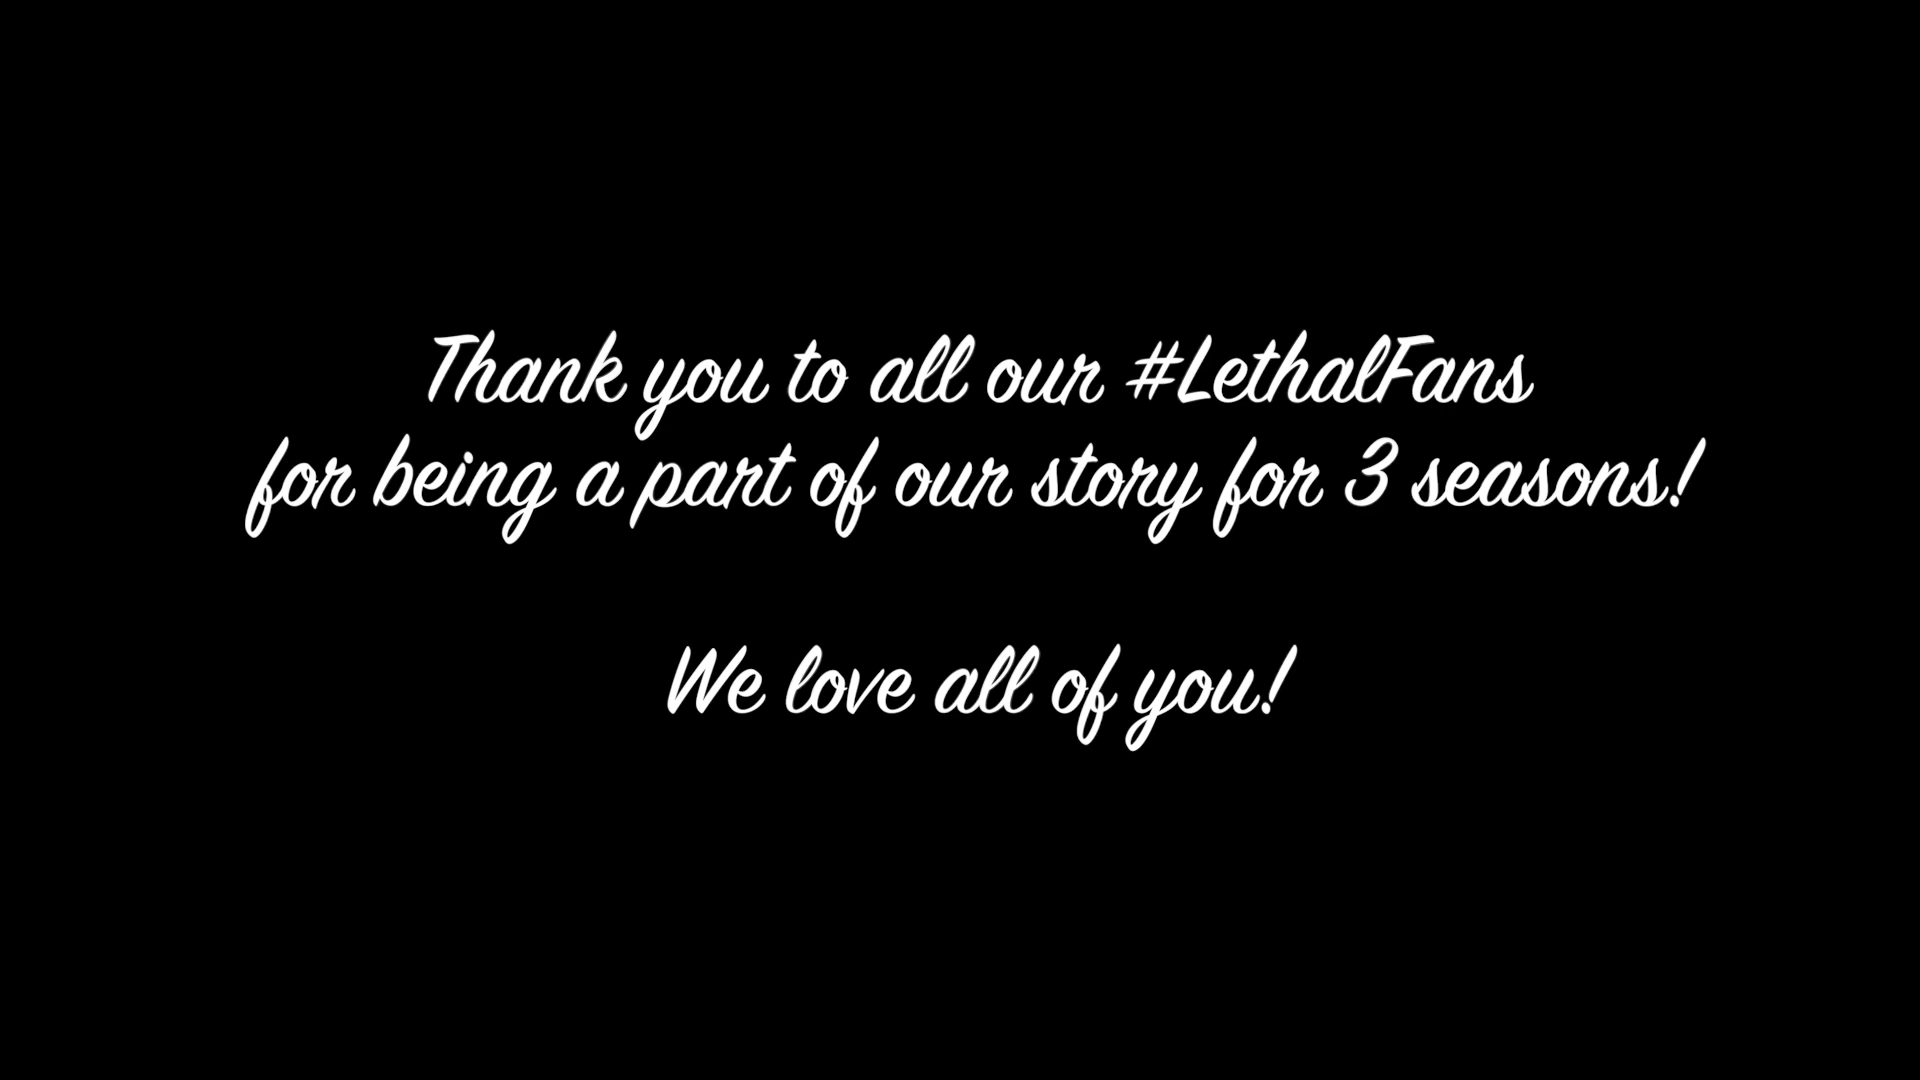 Thank you to all our #LethalFans
for being a part of our story for 3 seasons!
We love all of you!